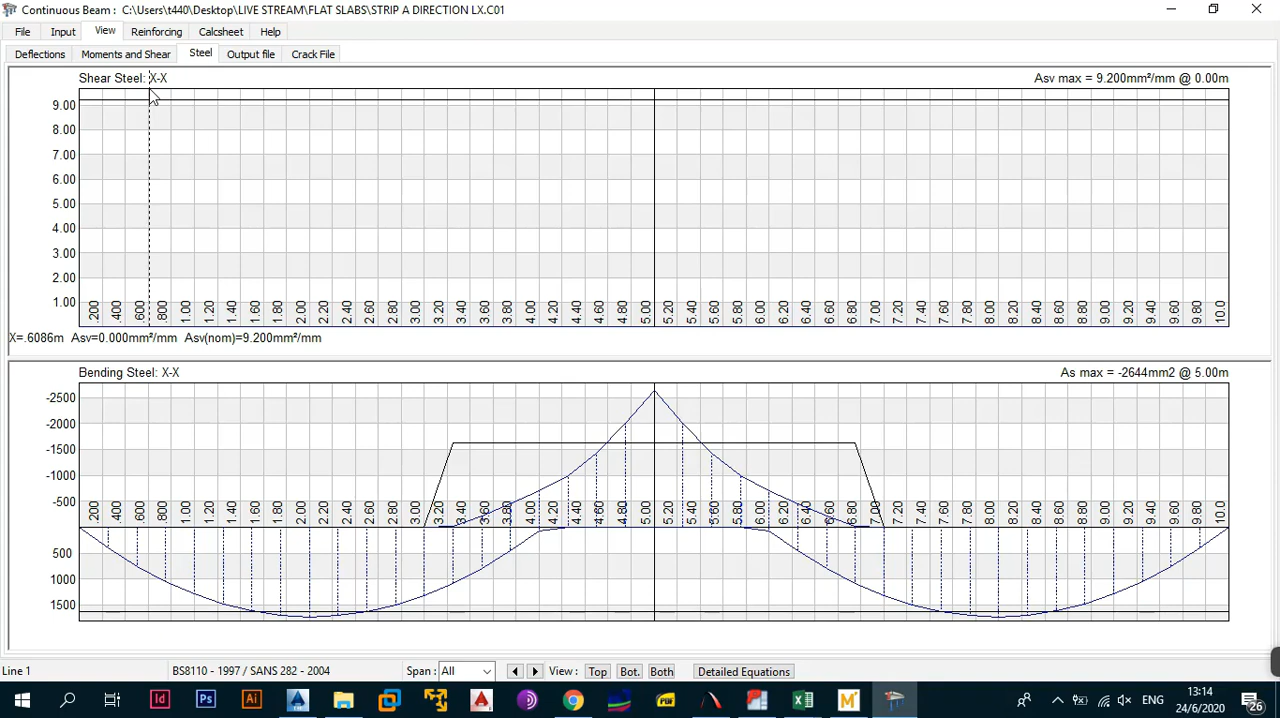 Continuous Beam : C:\Users\t440\Desktop\LIVE STREAM\FLAT SLABS\STRIP A DIRECTION LX.C01
File Input View Reinforcing Calcsheet Help
Deflections Moments and Shear Steel Output file Crack File
Shear Steel: X-X Asv max = 9.200mm²/mm @ 0.00m
9.00
8.00
7.00
6.00
5.00
4.00
3.00
2.00
1.00
.200 .400 .600 .800 1.00 1.20 1.40 1.60 1.80 2.00 2.20 2.40 2.60 2.80 3.00 3.20 3.40 3.60 3.80 4.00 4.20 4.40 4.60 4.80 5.00 5.20 5.40 5.60 5.80 6.00 6.20 6.40 6.60 6.80 7.00 7.20 7.40 7.60 7.80 8.00 8.20 8.40 8.60 8.80 9.00 9.20 9.40 9.60 9.80 10.0
X=.6086m Asv=0.000mm²/mm Asv(nom)=9.200mm²/mm
Bending Steel: X-X As max = -2644mm2 @ 5.00m
-2500
-2000
-1500
-1000
-500
.200 .400 .600 .800 1.00 1.20 1.40 1.60 1.80 2.00 2.20 2.40 2.60 2.80 3.00 3.20 3.40 3.60 3.80 4.00 4.20 4.40 4.60 4.80 5.00 5.20 5.40 5.60 5.80 6.00 6.20 6.40 6.60 6.80 7.00 7.20 7.40 7.60 7.80 8.00 8.20 8.40 8.60 8.80 9.00 9.20 9.40 9.60 9.80 10.0
500
1000
1500
Line 1 BS8110 - 1997 / SANS 282 - 2004 Span : All View : Top Bot. Both Detailed Equations
Id Ps Ai PDF M ENG 13:14
24/6/2020 26